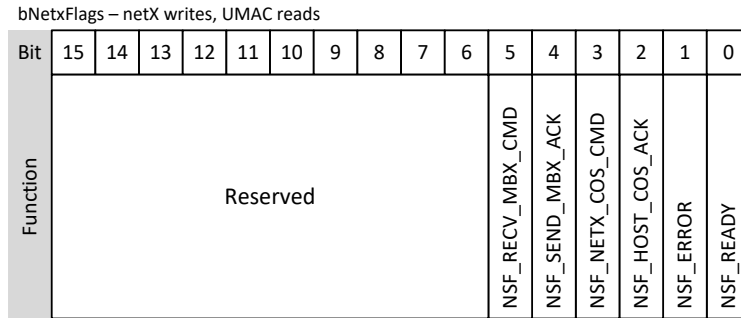 bNetxFlags – netX writes, UMAC reads
Bit 15 14 13 12 11 10 9 8 7 6 5 4 3 2 1 0
Function
Reserved
NSF_RECV_MBX_CMD
NSF_SEND_MBX_ACK
NSF_NETX_COS_CMD
NSF_HOST_COS_ACK
NSF_ERROR
NSF_READY